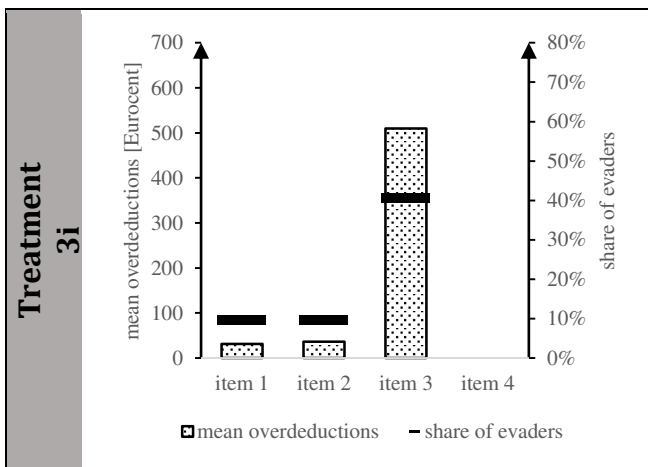 Treatment
3i
mean overdeductions [Eurocent]
700
600
500
400
300
200
100
0
80%
70%
60%
50%
40%
30%
20%
10%
0%
share of evaders
item 1 item 2 item 3 item 4
mean overdeductions share of evaders